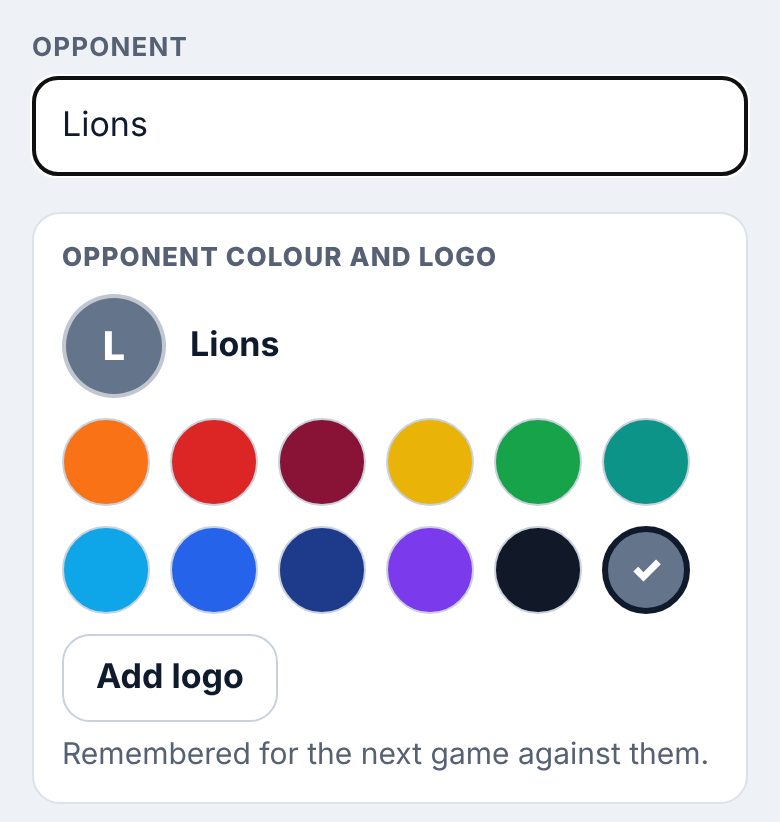 OPPONENT
Lions
OPPONENT COLOUR AND LOGO
L
Lions
Add logo
Remembered for the next game against them.